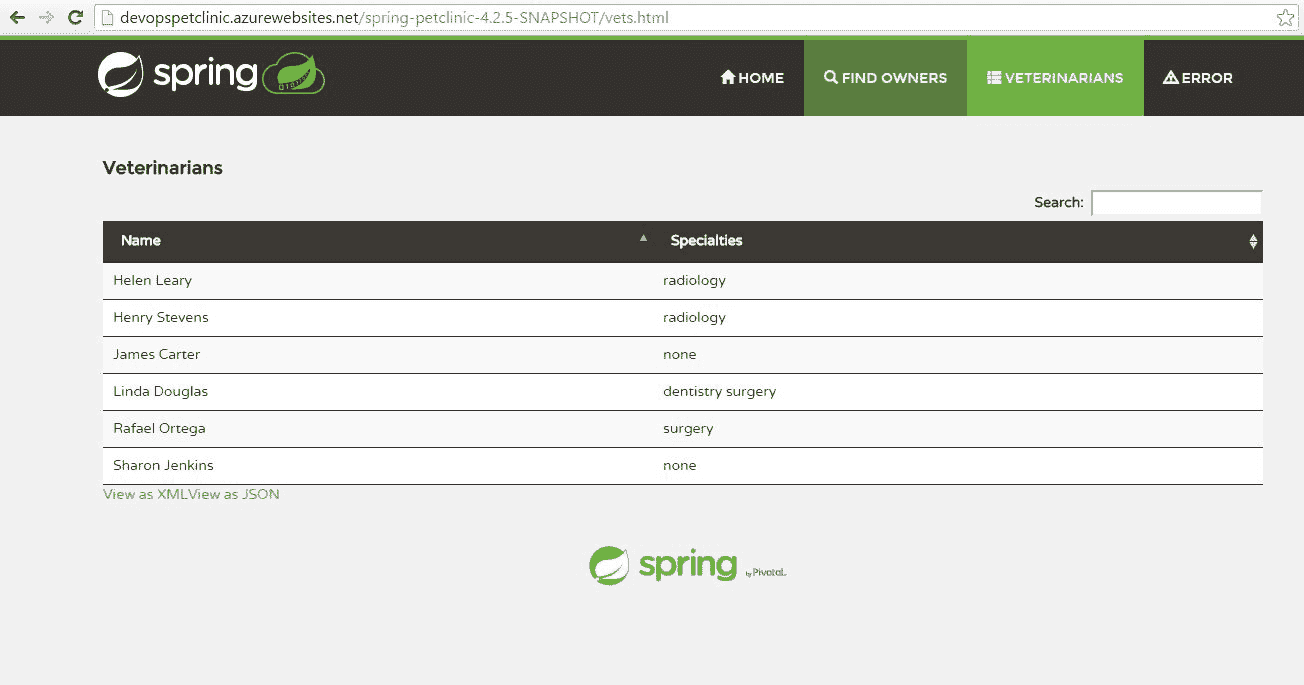 devopspetclinic.azurewebsites.net/spring-petclinic-4.2.5-SNAPSHOT/vets.html
spring
HOME FIND OWNERS VETERINARIANS ERROR
Veterinarians
Search:
Name Specialties
Helen Leary radiology
Henry Stevens radiology
James Carter none
Linda Douglas dentistry surgery
Rafael Ortega surgery
Sharon Jenkins none
View as XMLView as JSON
spring by Pivotal.